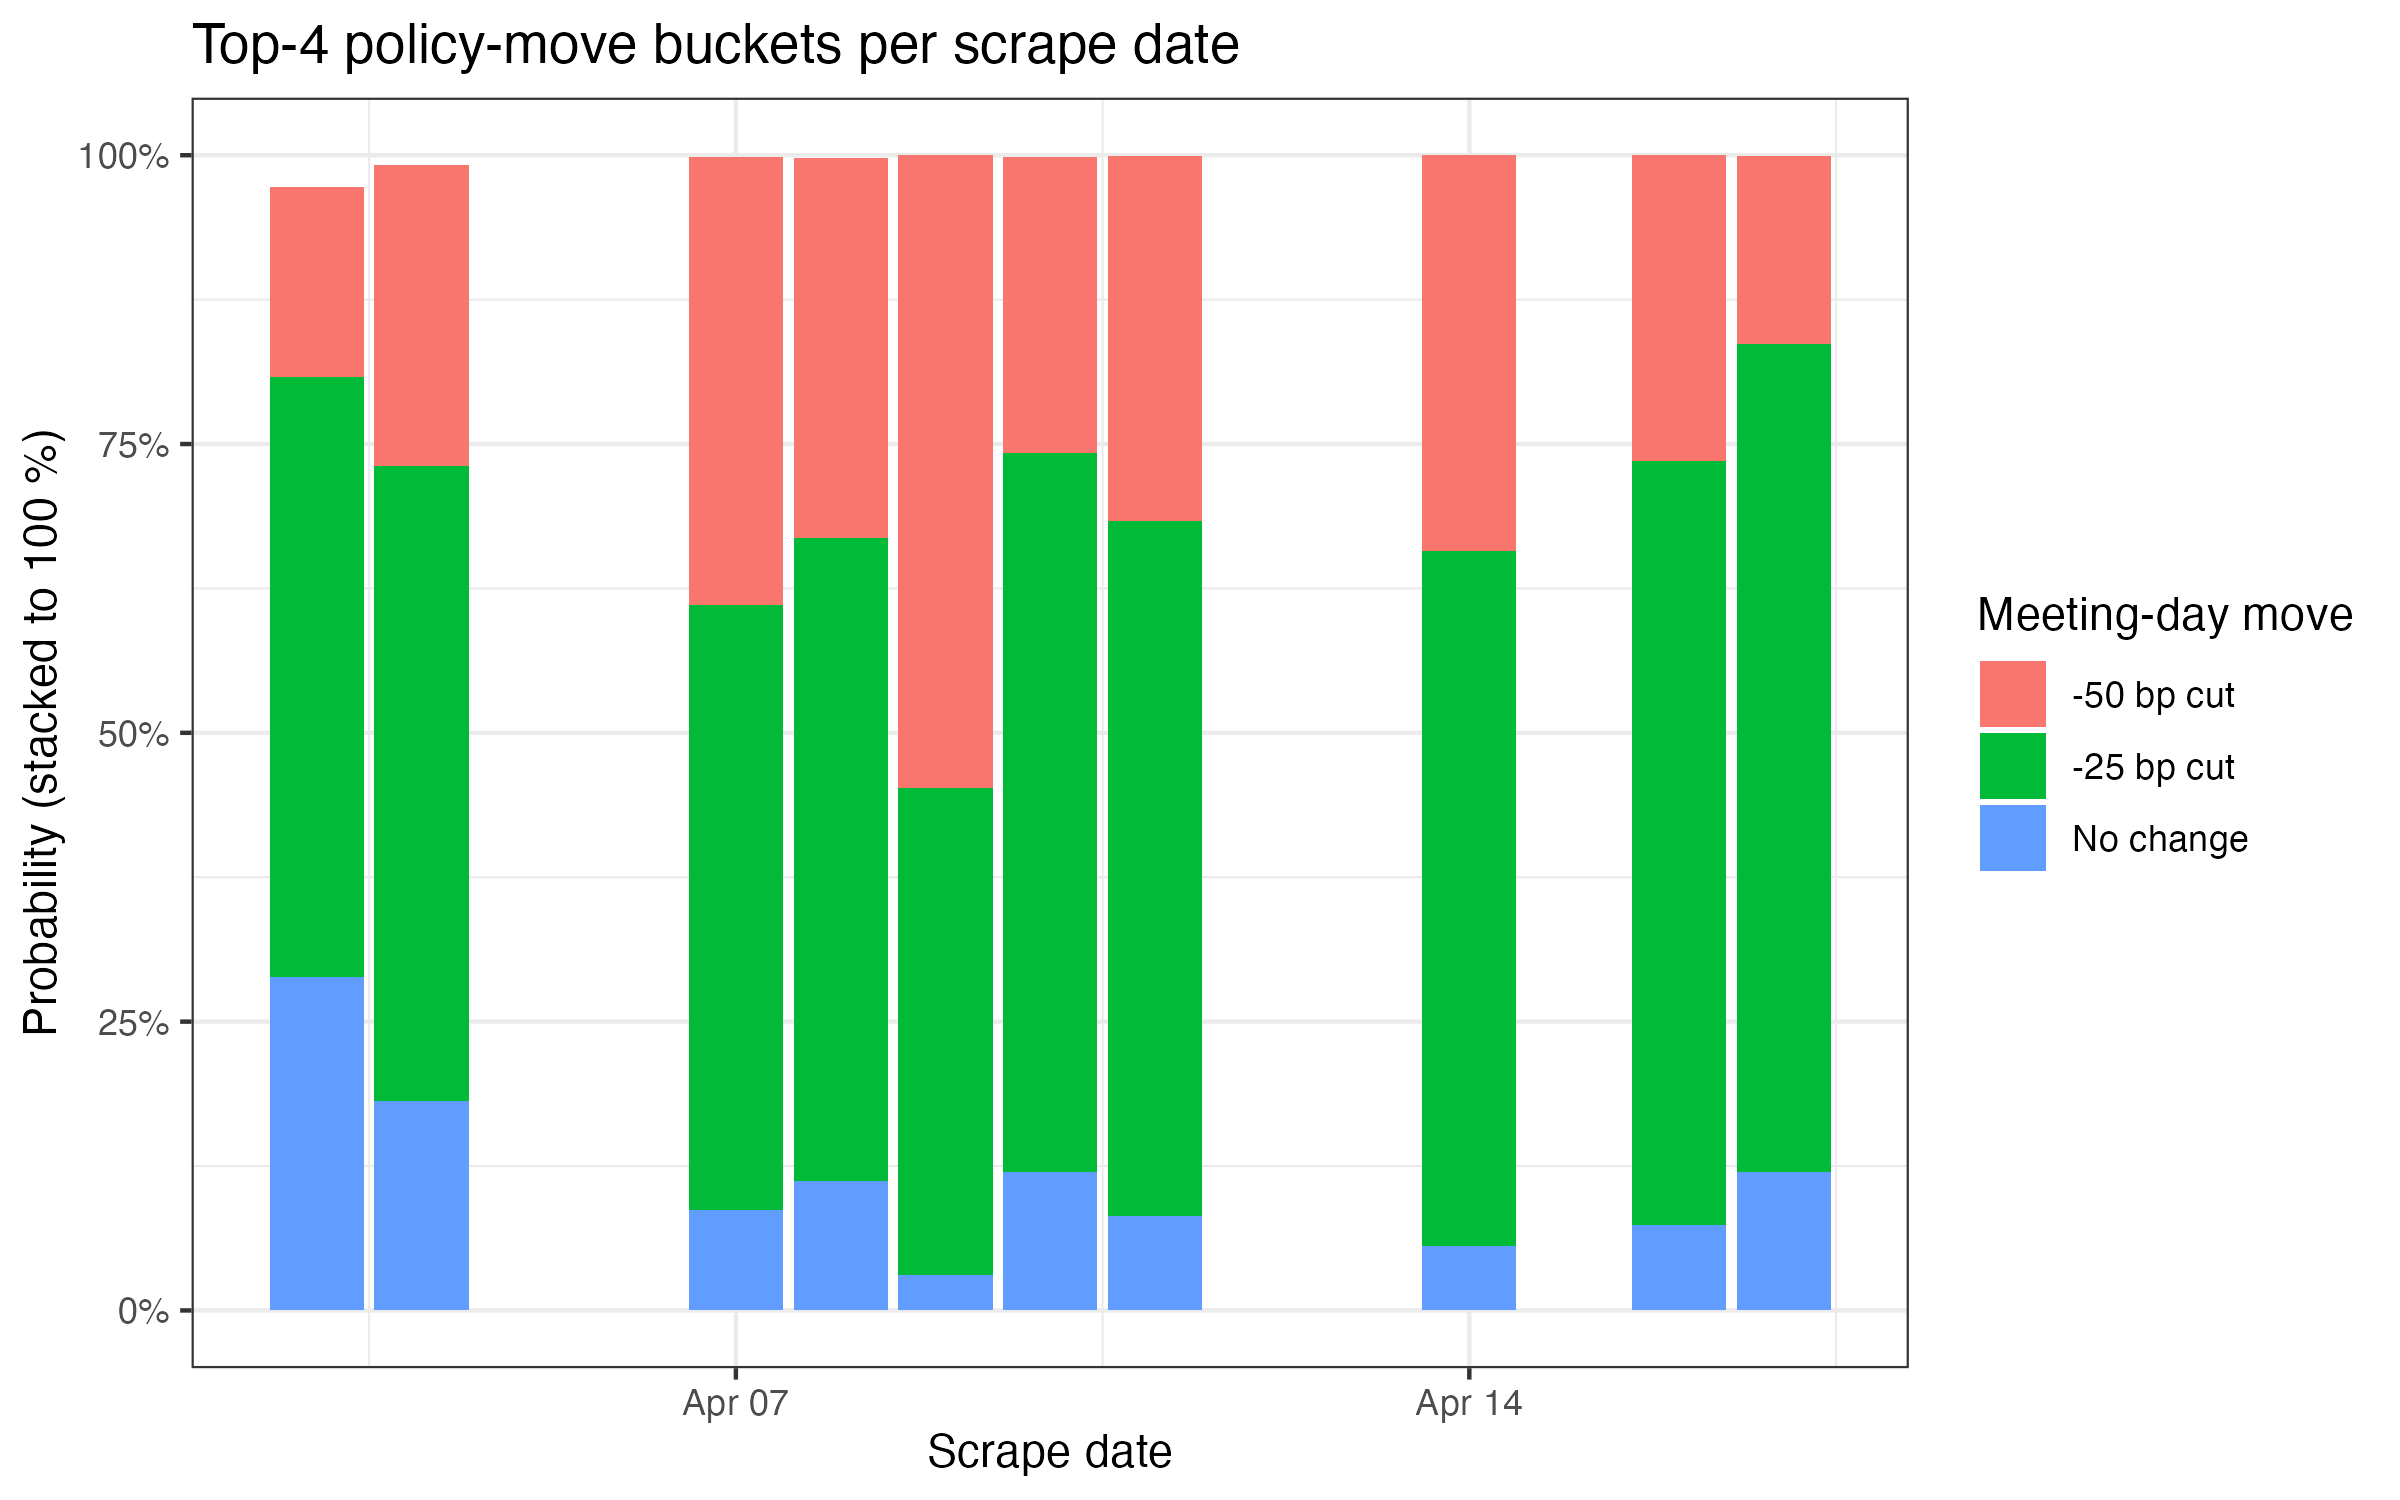 Top-4 policy-move buckets per scrape date
Probability (stacked to 100 %)
100%
75%
50%
25%
0%
Apr 07
Apr 14
Scrape date
Meeting-day move
-50 bp cut
-25 bp cut
No change